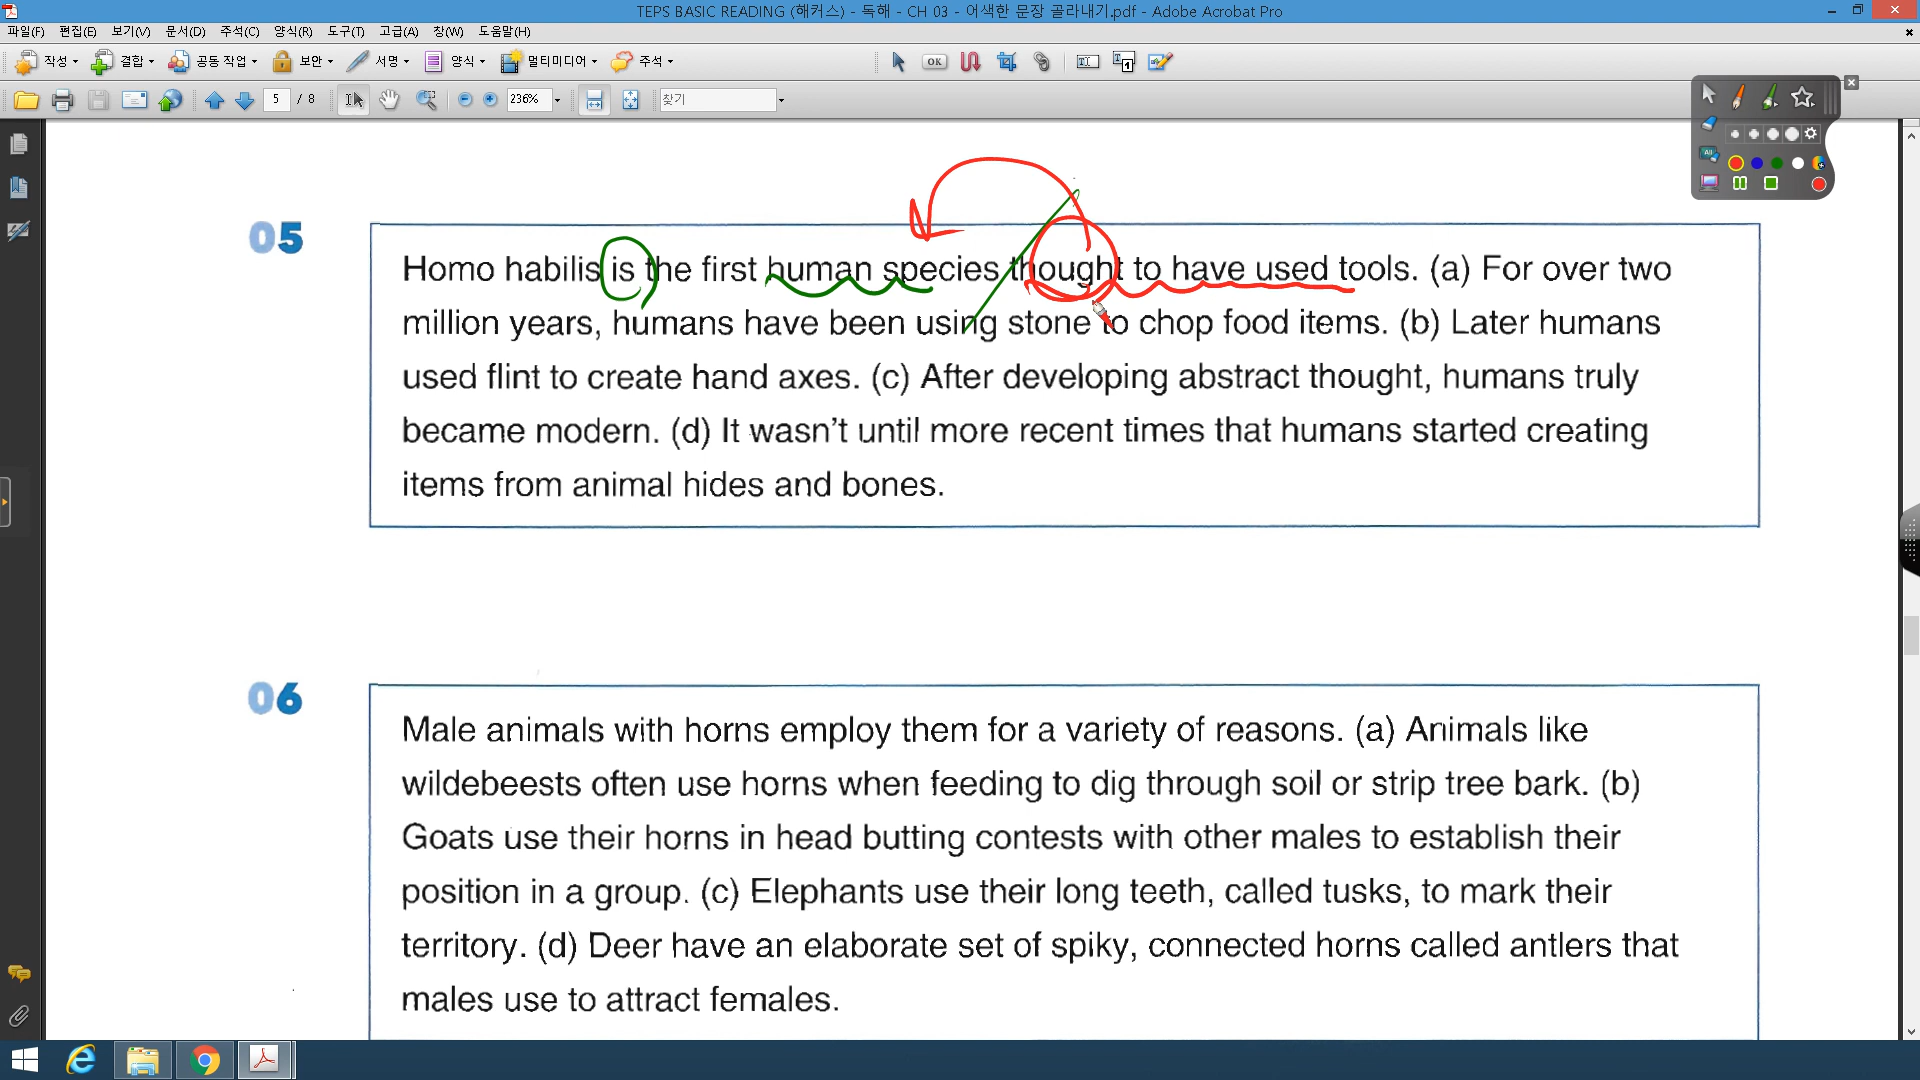 TEPS BASIC READING (해커스) - 독해 - CH 03 - 어색한 문장 골라내기.pdf - Adobe Acrobat Pro
파일(F) 편집(E) 보기(V) 문서(D) 주석(C) 양식(R) 도구(T) 고급(A) 창(W) 도움말(H)
작성 결합 공동 작업 보안 서명 양식 멀티미디어 주석 OK T 1
5 / 8 236% 찾기
All
05
Homo habilis is the first human species thought to have used tools. (a) For over two
million years, humans have been using stone to chop food items. (b) Later humans
used flint to create hand axes. (c) After developing abstract thought, humans truly
became modern. (d) It wasn't until more recent times that humans started creating
items from animal hides and bones.
06
Male animals with horns employ them for a variety of reasons. (a) Animals like
wildebeests often use horns when feeding to dig through soil or strip tree bark. (b)
Goats use their horns in head butting contests with other males to establish their
position in a group. (c) Elephants use their long teeth, called tusks, to mark their
territory. (d) Deer have an elaborate set of spiky, connected horns called antlers that
males use to attract females.